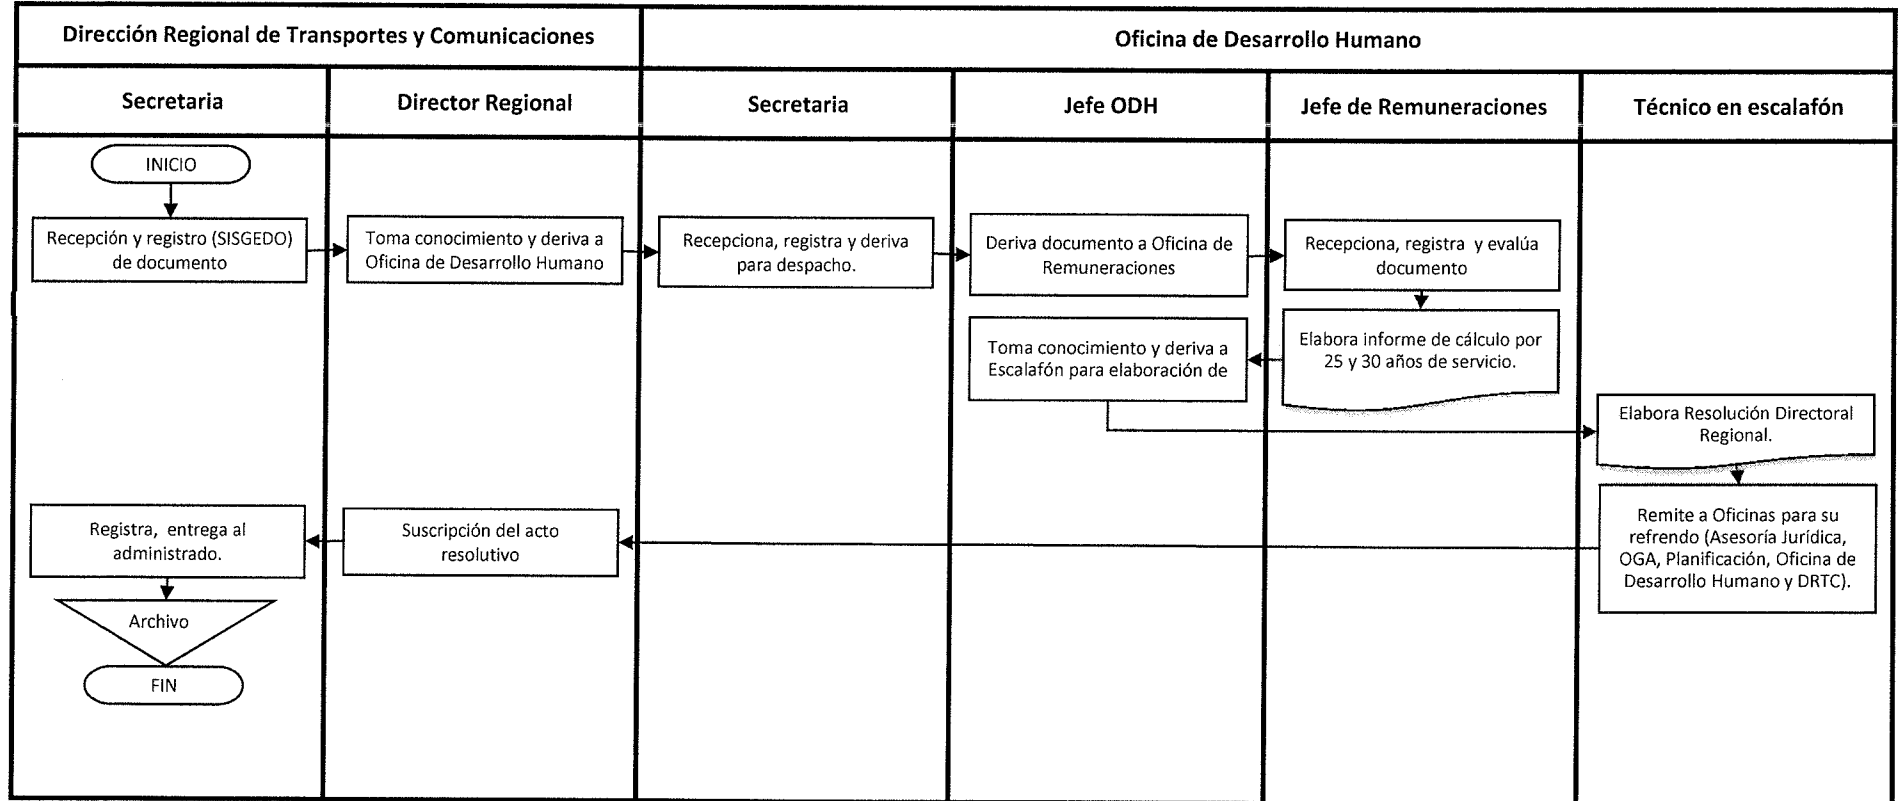 Dirección Regional de Transportes y Comunicaciones
Oficina de Desarrollo Humano
Secretaria
Director Regional
Secretaria
Jefe ODH
Jefe de Remuneraciones
Técnico en escalafón
INICIO
Recepción y registro (SISGEDO)
de documento
Toma conocimiento y deriva a
Oficina de Desarrollo Humano
Recepciona, registra y deriva
para despacho.
Deriva documento a Oficina de
Remuneraciones
Recepciona, registra y evalúa
documento
Elabora informe de cálculo por
25 y 30 años de servicio.
Toma conocimiento y deriva a
Escalafón para elaboración de
Elabora Resolución Directoral
Regional.
Remite a Oficinas para su
refrendo (Asesoría Jurídica,
OGA, Planificación, Oficina de
Desarrollo Humano y DRTC).
Suscripción del acto
resolutivo
Registra, entrega al
administrado.
Archivo
FIN